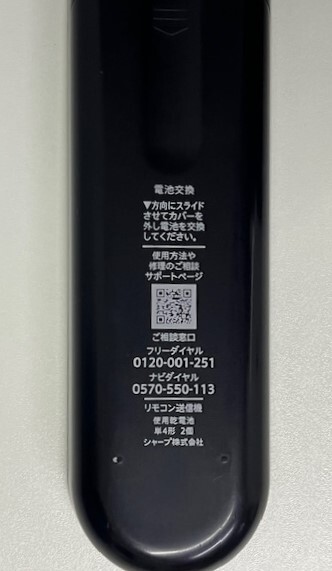 電池交換
▼方向にスライド
させてカバーを
外し電池を交換
してください。
使用方法や
修理のご相談
サポートページ
ご相談窓口
フリーダイヤル
0120-001-251
ナビダイヤル
0570-550-113
リモコン送信機
使用乾電池
単4形 2個
シャープ株式会社